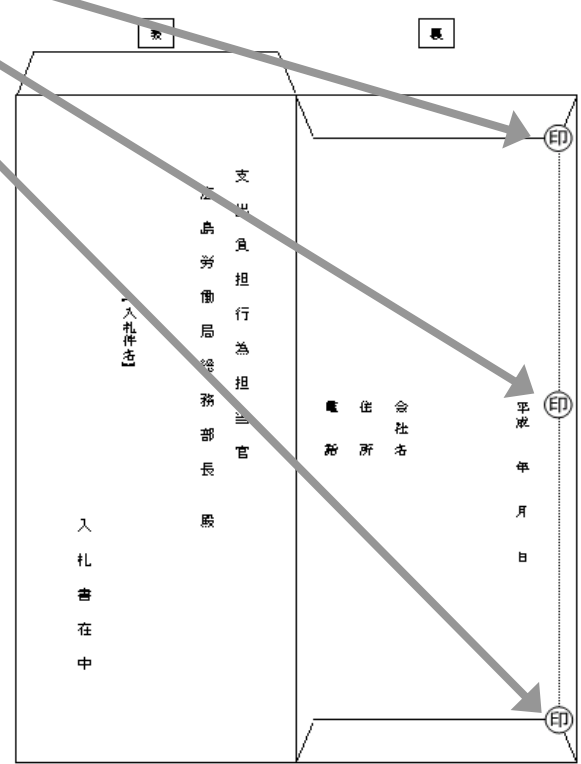 表
裏
支出負担行為担当官
広島労働局総務部長 殿
【入札件名】
入札書在中
印
平成 年 月 日
印
会社名
住所
電話
印